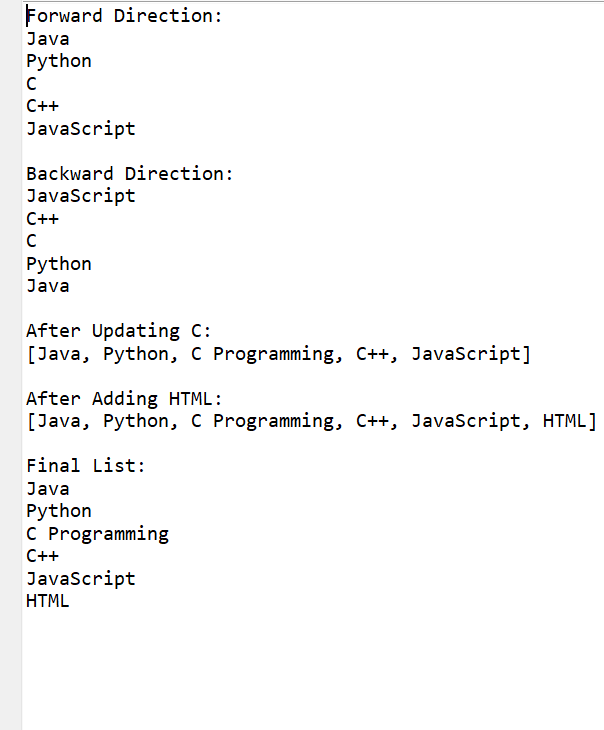 Forward Direction:
Java
Python
C
C++
JavaScript
Backward Direction:
JavaScript
C++
C
Python
Java
After Updating C:
[Java, Python, C Programming, C++, JavaScript]
After Adding HTML:
[Java, Python, C Programming, C++, JavaScript, HTML]
Final List:
Java
Python
C Programming
C++
JavaScript
HTML